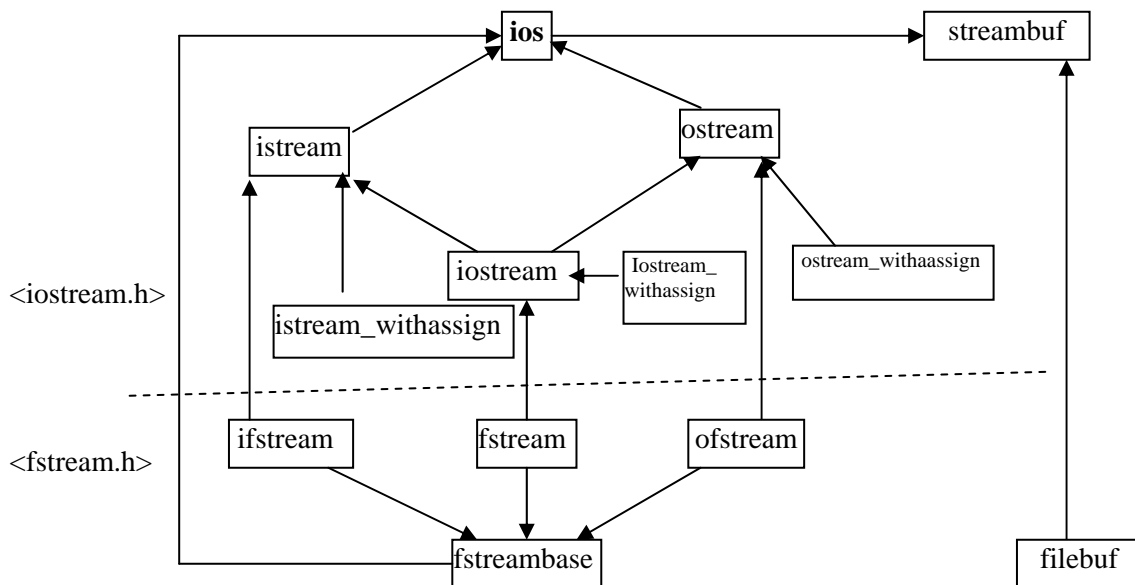 ios
streambuf
istream
ostream
iostream
Iostream_
withassign
ostream_withaassign
<iostream.h>
istream_withassign
ifstream
fstream
ofstream
<fstream.h>
fstreambase
filebuf